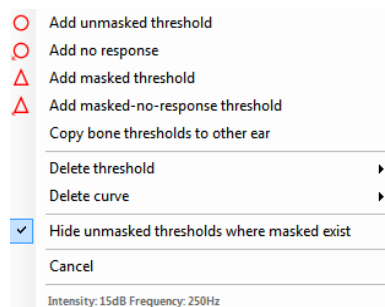 Add unmasked threshold
Add no response
Add masked threshold
Add masked-no-response threshold
Copy bone thresholds to other ear
Delete threshold
Delete curve
Hide unmasked thresholds where masked exist
Cancel
Intensity: 15dB Frequency: 250Hz